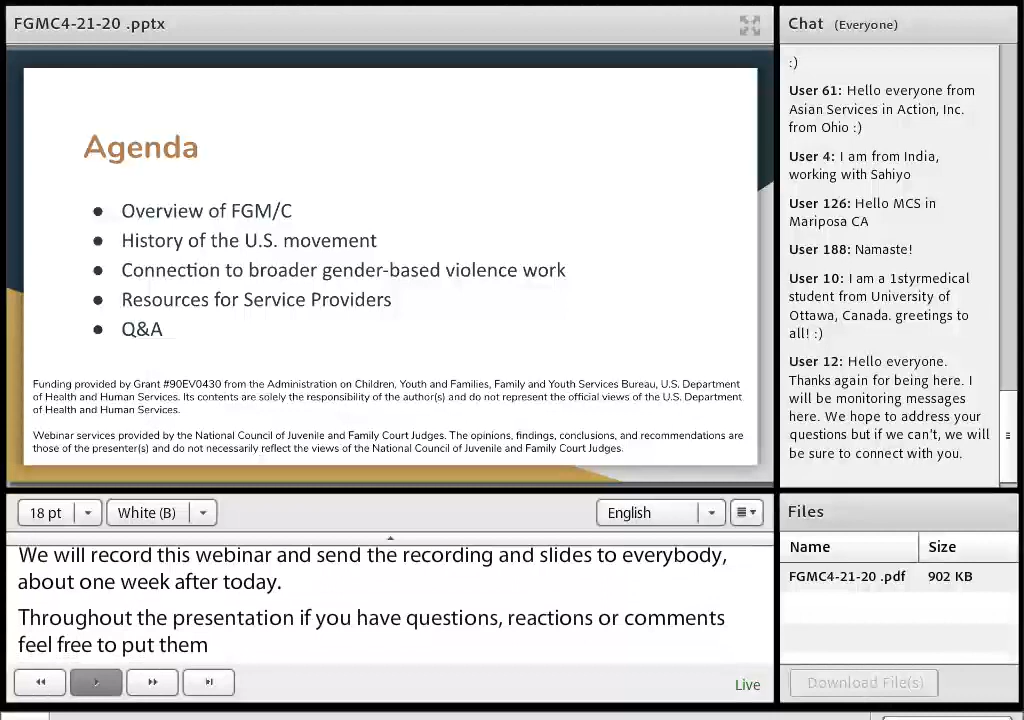 FGMC4-21-20 .pptx
Agenda
● Overview of FGM/C
● History of the U.S. movement
● Connection to broader gender-based violence work
● Resources for Service Providers
● Q&A
Funding provided by Grant #90EV0430 from the Administration on Children, Youth and Families, Family and Youth Services Bureau, U.S. Department
of Health and Human Services. Its contents are solely the responsibility of the author(s) and do not represent the official views of the U.S. Department
of Health and Human Services.
Webinar services provided by the National Council of Juvenile and Family Court Judges. The opinions, findings, conclusions, and recommendations are
those of the presenter(s) and do not necessarily reflect the views of the National Council of Juvenile and Family Court Judges.
18 pt
White (B)
English
We will record this webinar and send the recording and slides to everybody,
about one week after today.
Throughout the presentation if you have questions, reactions or comments
feel free to put them
Live
Chat (Everyone)
:)
User 61: Hello everyone from
Asian Services in Action, Inc.
from Ohio :)
User 4: I am from India,
working with Sahiyo
User 126: Hello MCS in
Mariposa CA
User 188: Namaste!
User 10: I am a 1styrmedical
student from University of
Ottawa, Canada. greetings to
all! :)
User 12: Hello everyone.
Thanks again for being here. I
will be monitoring messages
here. We hope to address your
questions but if we can't, we will
be sure to connect with you.
Files
Name Size
FGMC4-21-20 .pdf 902 KB
Download File(s)